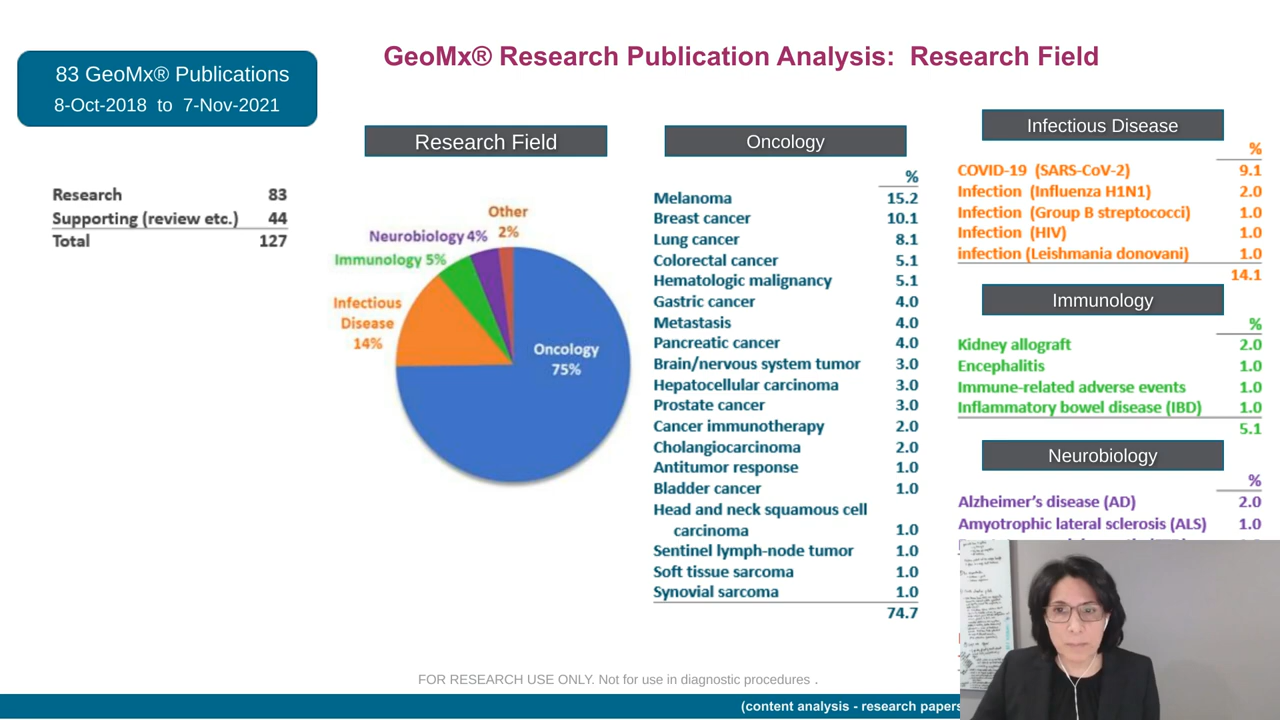 GeoMx® Research Publication Analysis: Research Field
83 GeoMx® Publications
8-Oct-2018 to 7-Nov-2021
Research 83
Supporting (review etc.) 44
Total 127
Research Field
Other
2%
Neurobiology 4%
Immunology 5%
Infectious
Disease
14%
Oncology
75%
Oncology
%
Melanoma 15.2
Breast cancer 10.1
Lung cancer 8.1
Colorectal cancer 5.1
Hematologic malignancy 5.1
Gastric cancer 4.0
Metastasis 4.0
Pancreatic cancer 4.0
Brain/nervous system tumor 3.0
Hepatocellular carcinoma 3.0
Prostate cancer 3.0
Cancer immunotherapy 2.0
Cholangiocarcinoma 2.0
Antitumor response 1.0
Bladder cancer 1.0
Head and neck squamous cell
carcinoma 1.0
Sentinel lymph-node tumor 1.0
Soft tissue sarcoma 1.0
Synovial sarcoma 1.0
74.7
Infectious Disease
%
COVID-19 (SARS-CoV-2) 9.1
Infection (Influenza H1N1) 2.0
Infection (Group B streptococci) 1.0
Infection (HIV) 1.0
infection (Leishmania donovani) 1.0
14.1
Immunology
%
Kidney allograft 2.0
Encephalitis 1.0
Immune-related adverse events 1.0
Inflammatory bowel disease (IBD) 1.0
5.1
Neurobiology
%
Alzheimer's disease (AD) 2.0
Amyotrophic lateral sclerosis (ALS) 1.0
FOR RESEARCH USE ONLY. Not for use in diagnostic procedures .
(content analysis - research papers